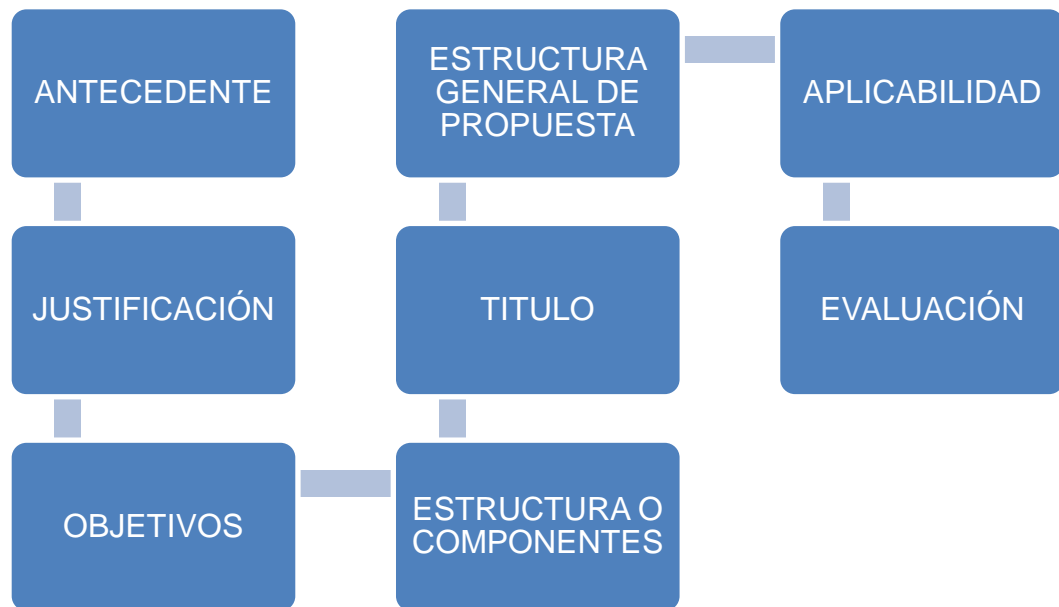 ANTECEDENTE
JUSTIFICACIÓN
OBJETIVOS
ESTRUCTURA O
COMPONENTES
TITULO
ESTRUCTURA
GENERAL DE
PROPUESTA
APLICABILIDAD
EVALUACIÓN